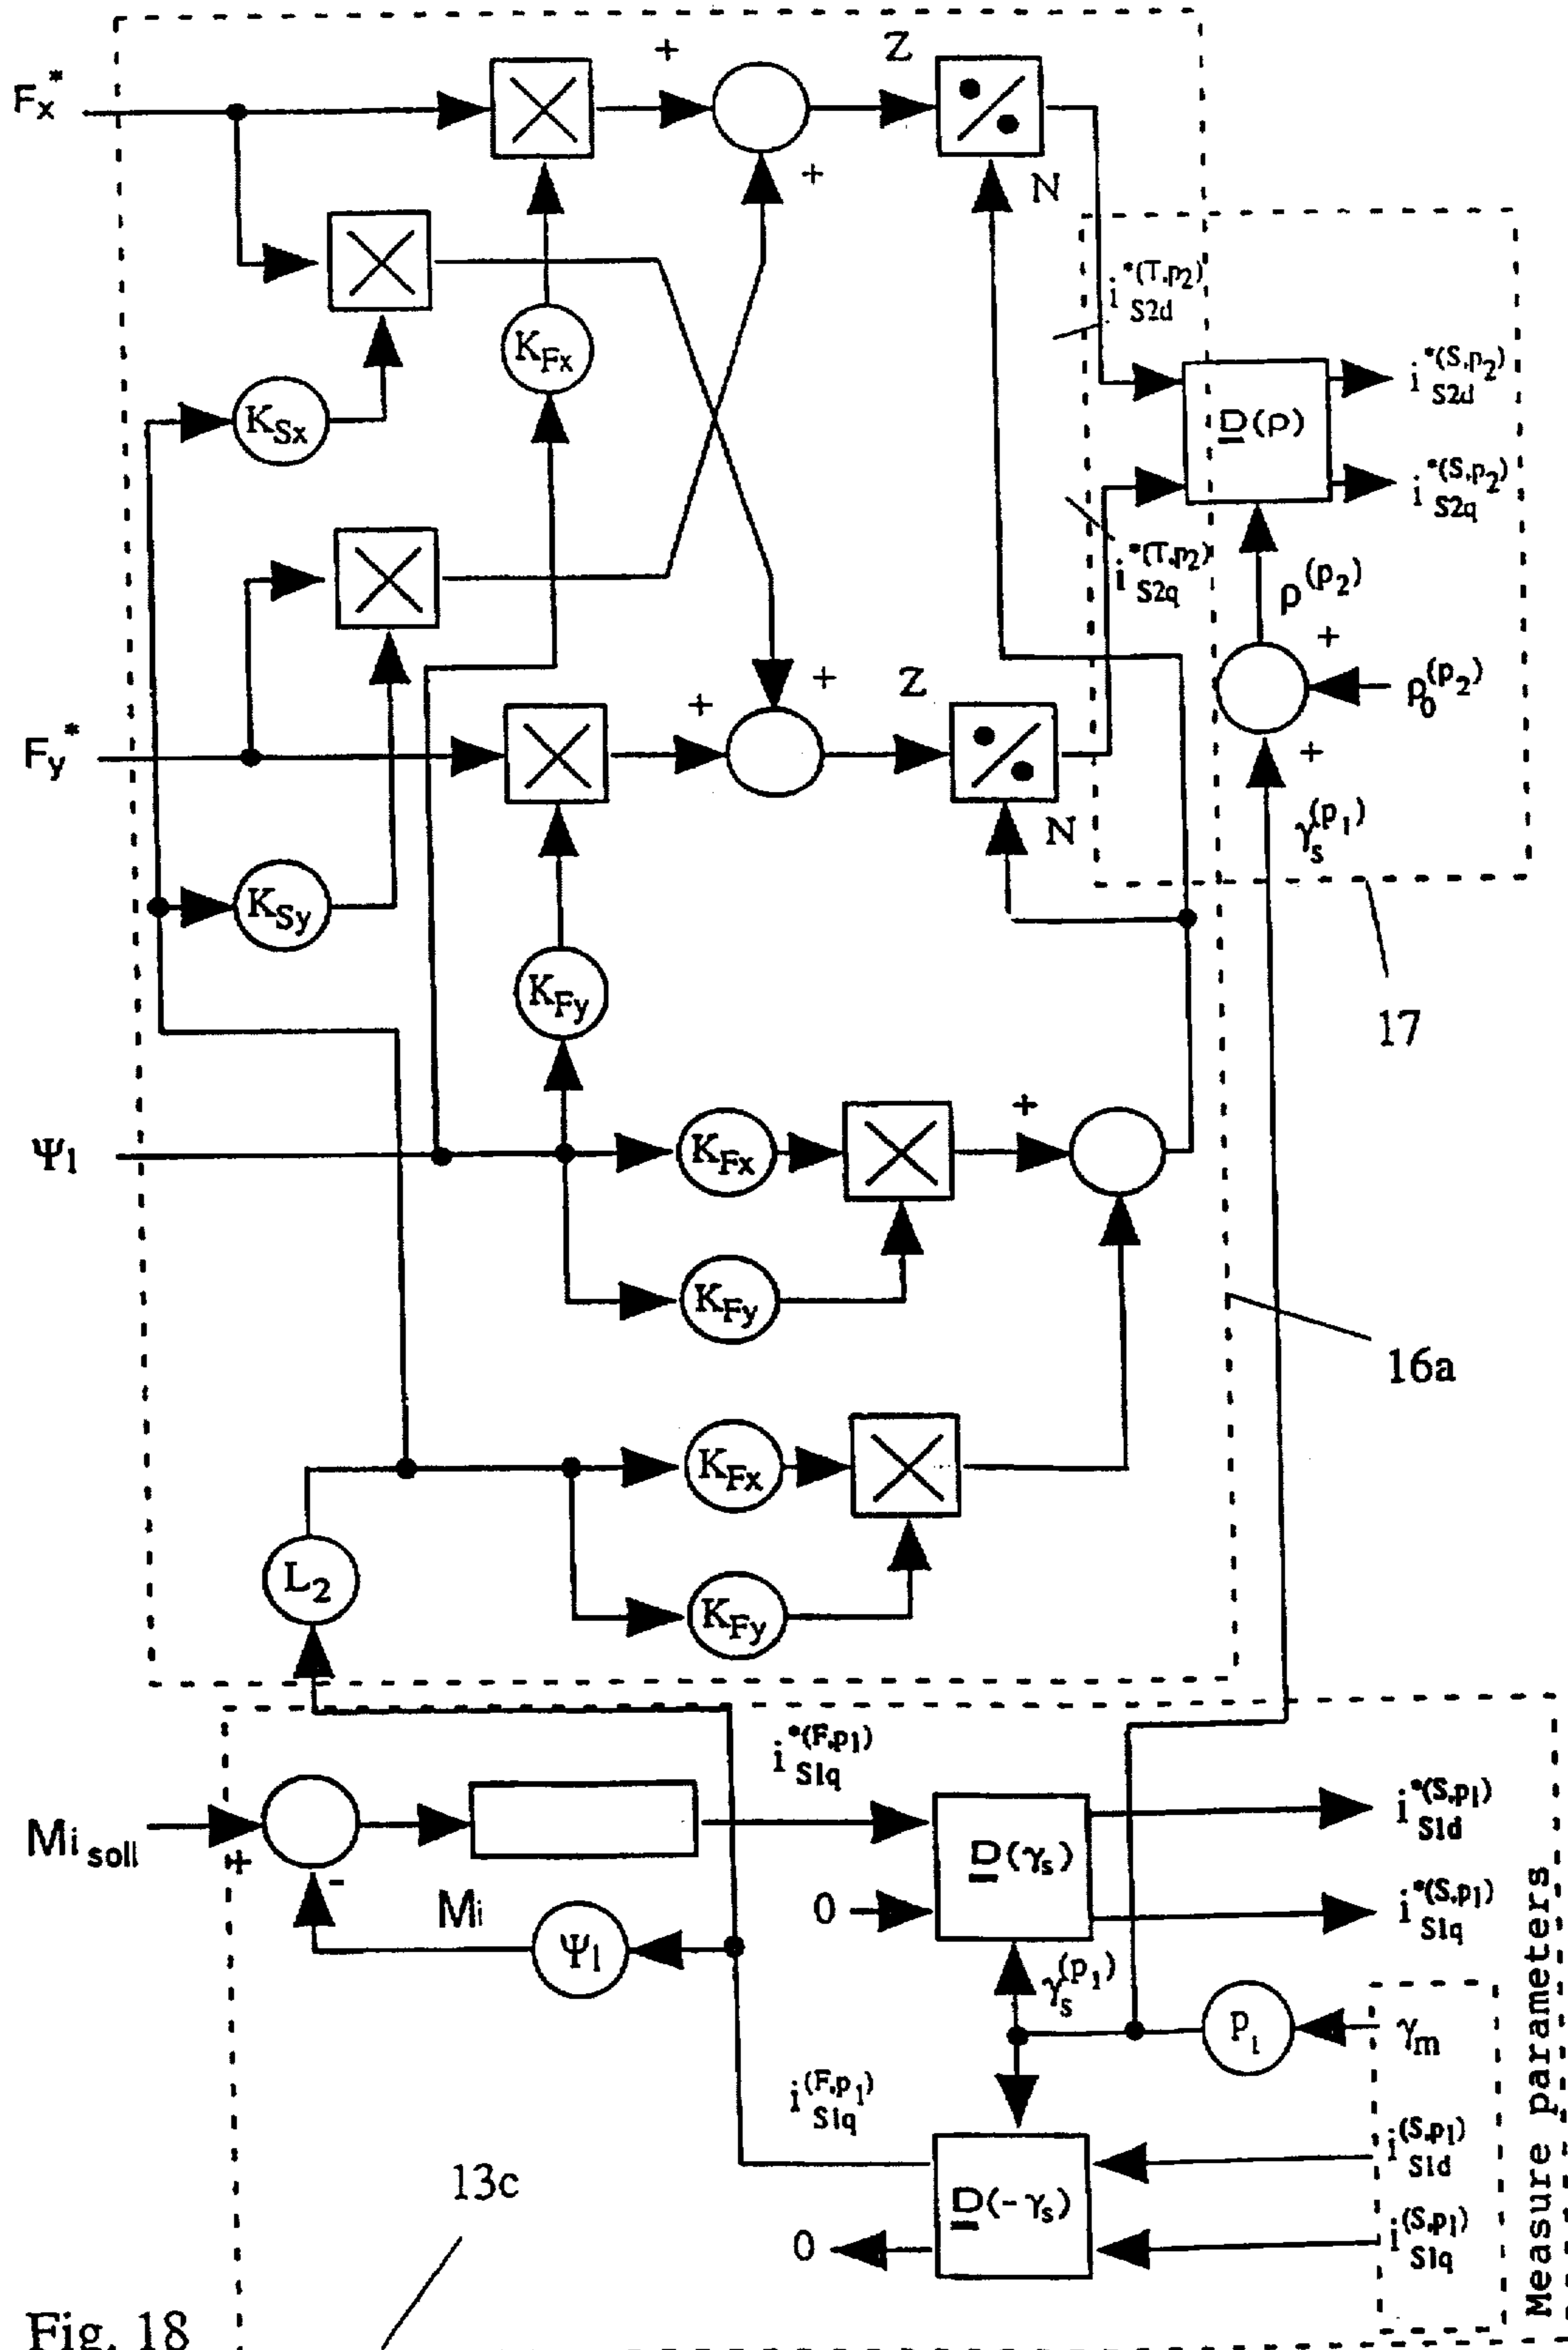 Fx*
+
Z
+
N
i*(T,p2) S2d
KFx
i*(S,p2) S2d
KSx
D(ρ)
i*(S,p2) S2q
i*(T,p2) S2q
ρ(p2)
+
+
+
Z
ρ0(p2)
Fy*
+
N
γs(p1)
KSy
KFy
17
+
Ψ1
KFx
KFy
16a
KFx
L2
KFy
i*(F,p1) S1q
Mi soll
+
-
D(γs)
i*(S,p1) S1d
Mi
0
i*(S,p1) S1q
Ψ1
γs(p1)
P1
γm
Measure parameters
i(F,p1) S1q
i(S,p1) S1d
13c
D(-γs)
0
i(S,p1) S1q
Fig. 18